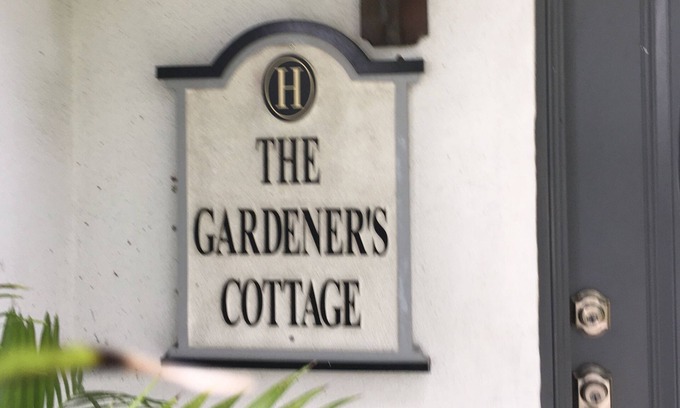 H
THE
GARDENER'S
COTTAGE